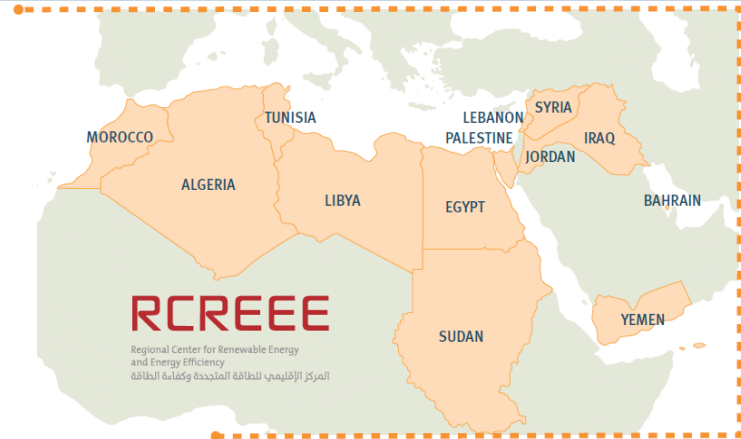 TUNISIA
MOROCCO
ALGERIA
LIBYA
EGYPT
LEBANON
PALESTINE
SYRIA
IRAQ
JORDAN
BAHRAIN
SUDAN
YEMEN
RCREEE
Regional Center for Renewable Energy
and Energy Efficiency
المركز الإقليمي للطاقة المتجددة وكفاءة الطاقة